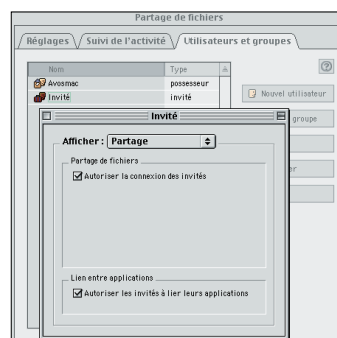 Partage de fichiers
Réglages Suivi de l'activité Utilisateurs et groupes
Nom Type
Avosmac possesseur
Invité invité
Nouvel utilisateur
groupe
Invité
Afficher : Partage
Partage de fichiers
Autoriser la connexion des invités
Lien entre applications
Autoriser les invités à lier leurs applications